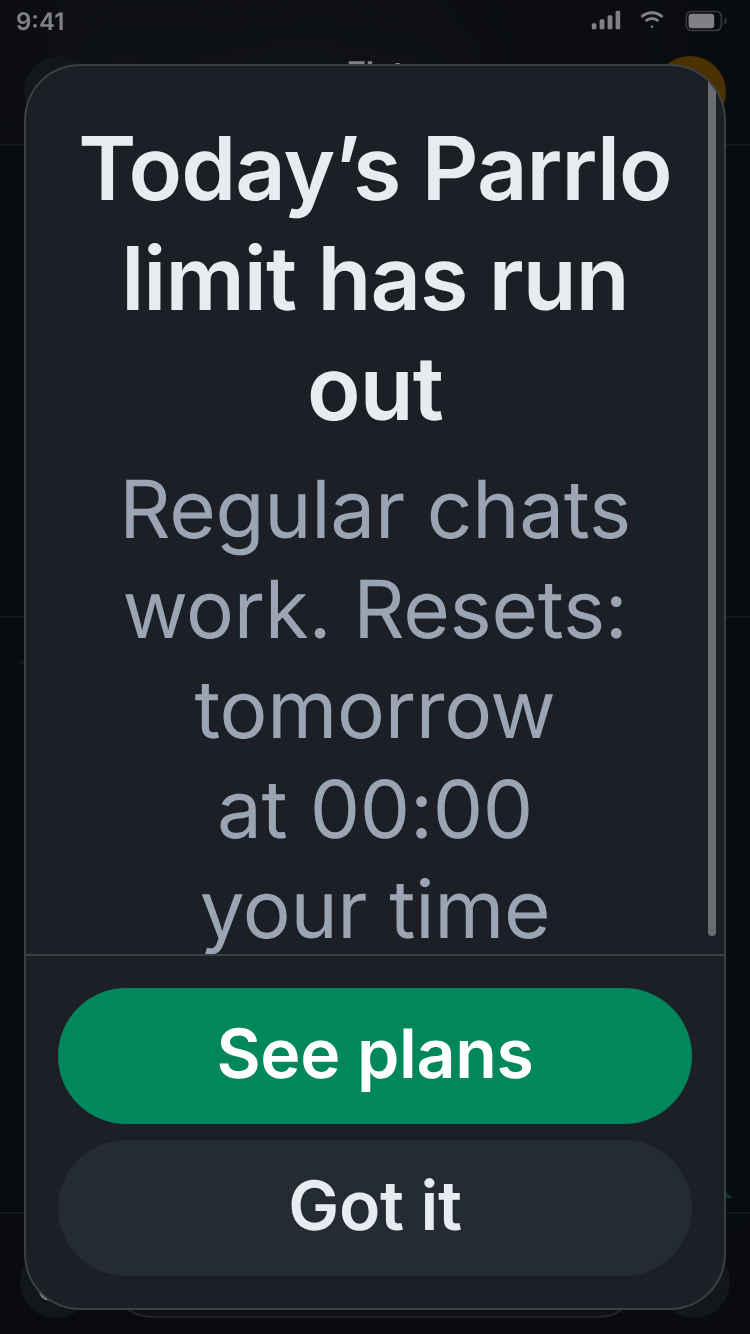 9:41
Today’s Parrlo
limit has run
out
Regular chats
work. Resets:
tomorrow
at 00:00
your time
See plans
Got it